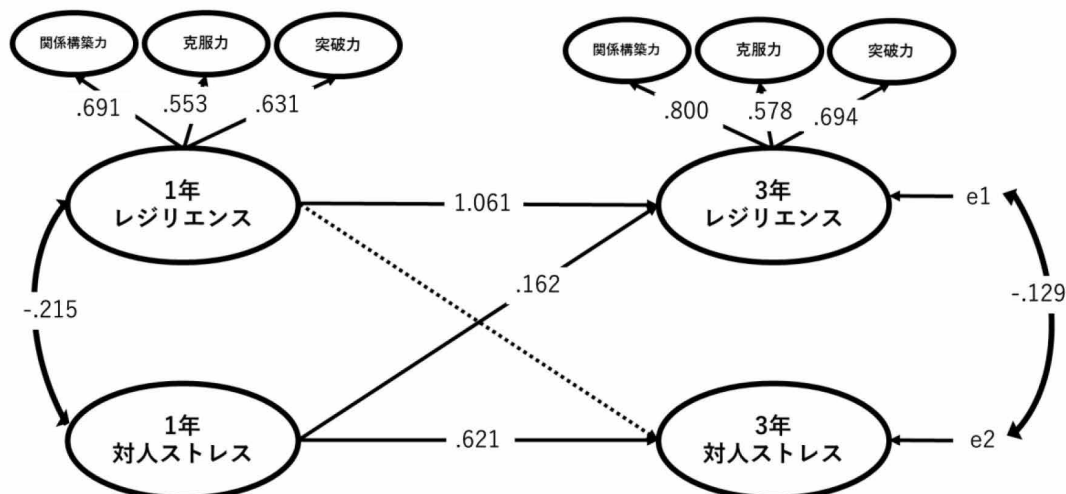 関係構築力
克服力
突破力
関係構築力
克服力
突破力
.691
.553
.631
.800
.578
.694
1年
レジリエンス
1.061
3年
レジリエンス
e1
-.215
.162
-.129
1年
対人ストレス
.621
3年
対人ストレス
e2